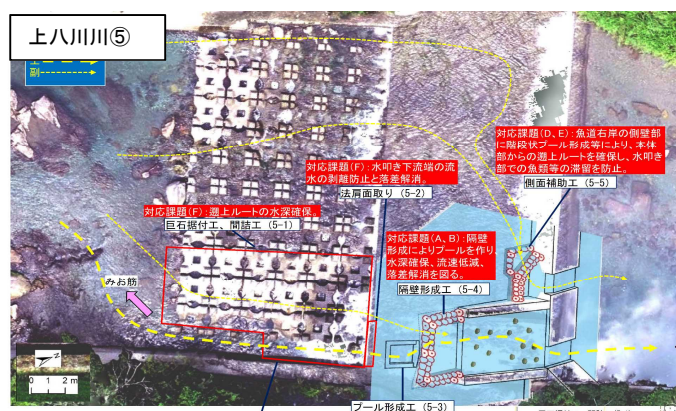 上八川川⑤
副
対応課題(D、E):魚道右岸の側壁部
に階段状プール形成等により、本体
部からの遡上ルートを確保し、水叩き
部での魚類等の滞留を防止。
側面補助工(5-5)
対応課題(F):水叩き下流端の流
水の剥離防止と落差解消。
法肩面取り(5-2)
対応課題(F):遡上ルートの水深確保。
巨石据付工、間詰工(5-1)
対応課題(A、B):隔壁
形成によりプールを作り、
水深確保、流速低減、
落差解消を図る。
隔壁形成工(5-4)
みお筋
N
0 1 2 m
プール形成工(5-3)